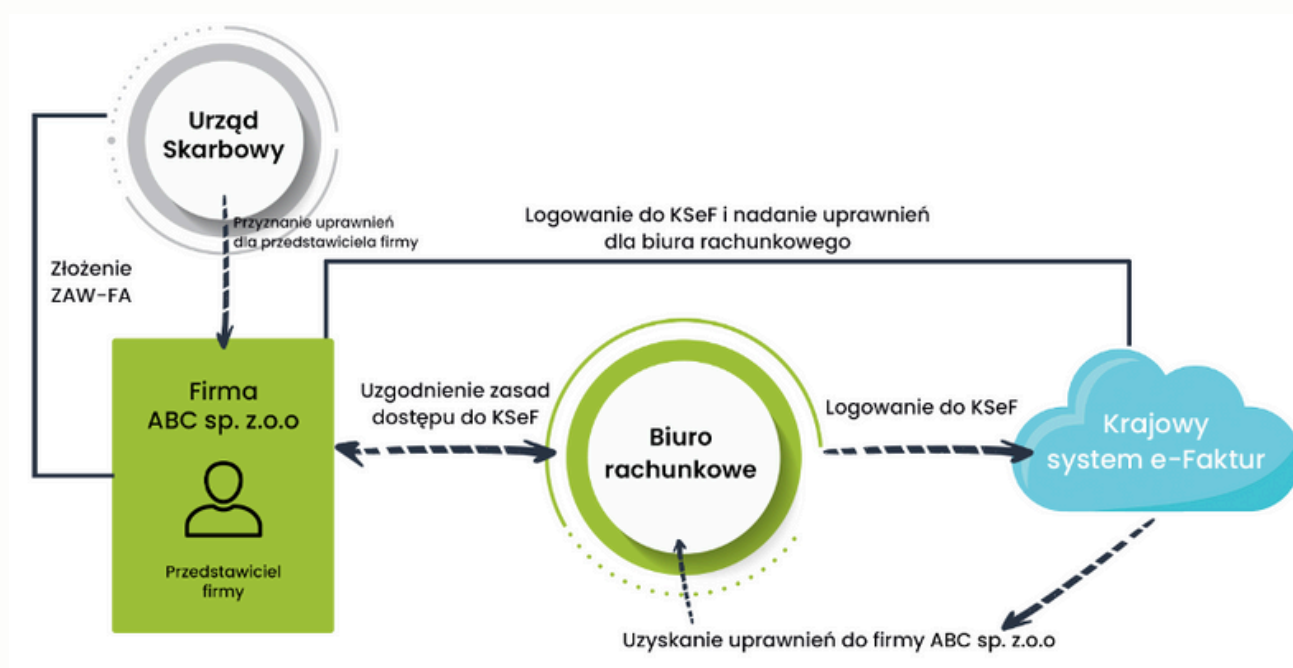 Urząd
Skarbowy
Przyznanie uprawnień
dla przedstawiciela firmy
Logowanie do KSeF i nadanie uprawnień
dla biura rachunkowego
Złożenie
ZAW-FA
Firma
ABC sp. z.o.o
Przedstawiciel
firmy
Uzgodnienie zasad
dostępu do KSeF
Biuro
rachunkowe
Logowanie do KSeF
Krajowy
system e-Faktur
Uzyskanie uprawnień do firmy ABC sp. z.o.o